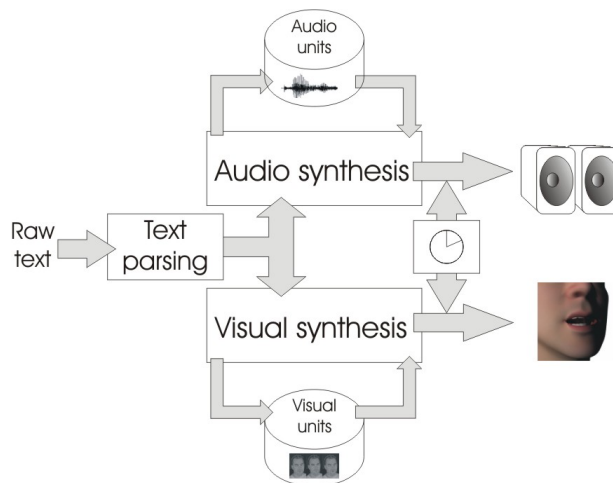 Audio
units
Audio synthesis
Raw
text
Text
parsing
Visual synthesis
Visual
units